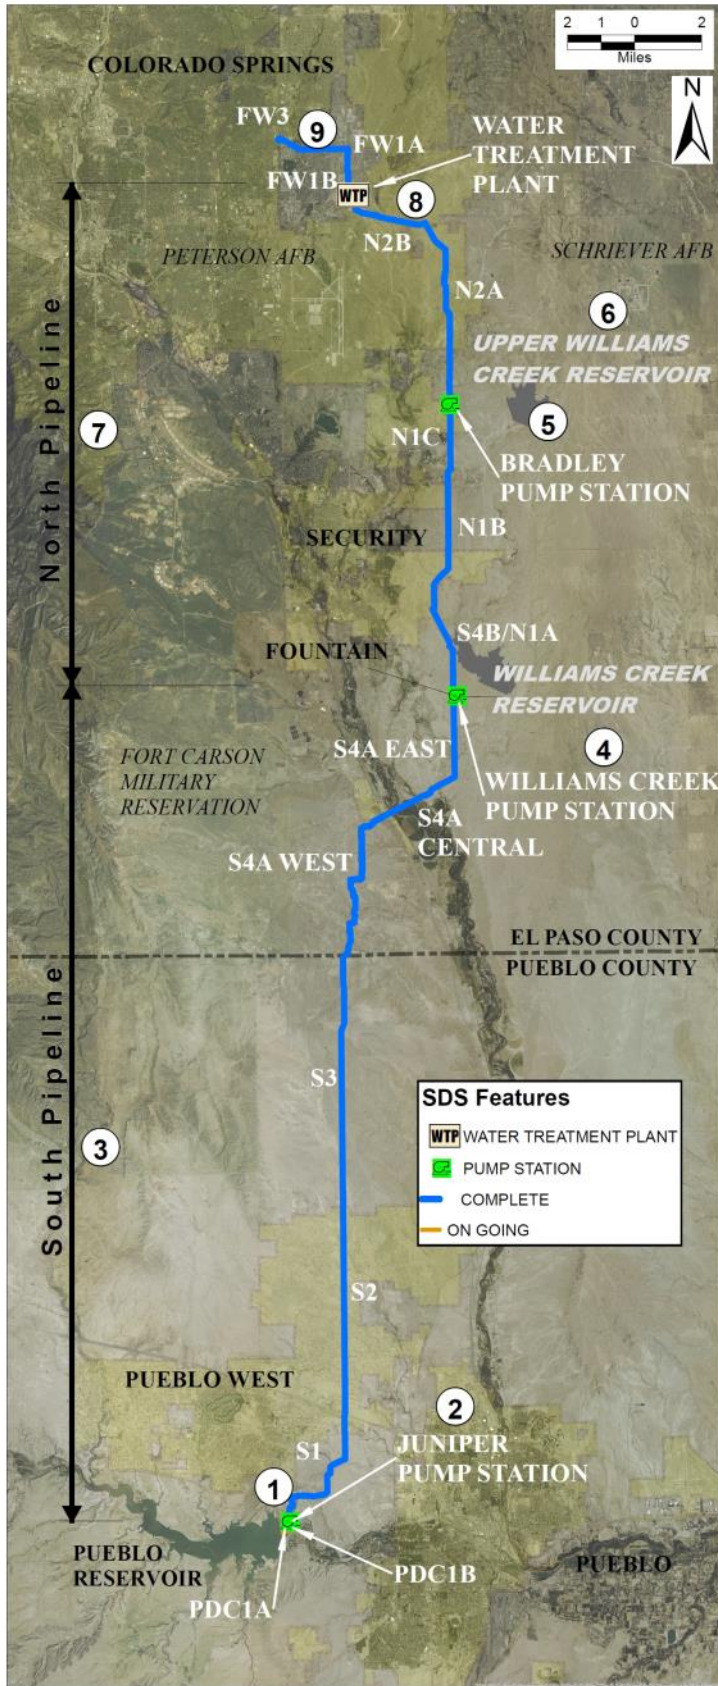 2 1 0 2
Miles
N
COLORADO SPRINGS
FW3
9
FW1A
WATER
TREATMENT
PLANT
FW1B
WTP
8
N2B
PETERSON AFB
SCHRIEVER AFB
N2A
6
UPPER WILLIAMS
CREEK RESERVOIR
North Pipeline
7
5
N1C
BRADLEY
PUMP STATION
N1B
SECURITY
S4B/N1A
FOUNTAIN
WILLIAMS CREEK
RESERVOIR
4
S4A EAST
FORT CARSON
MILITARY
RESERVATION
WILLIAMS CREEK
PUMP STATION
S4A
CENTRAL
S4A WEST
EL PASO COUNTY
PUEBLO COUNTY
South Pipeline
S3
3
SDS Features
WTP WATER TREATMENT PLANT
PUMP STATION
COMPLETE
ON GOING
S2
PUEBLO WEST
2
JUNIPER
PUMP STATION
S1
1
PUEBLO
RESERVOIR
PDC1B
PDC1A
PUEBLO